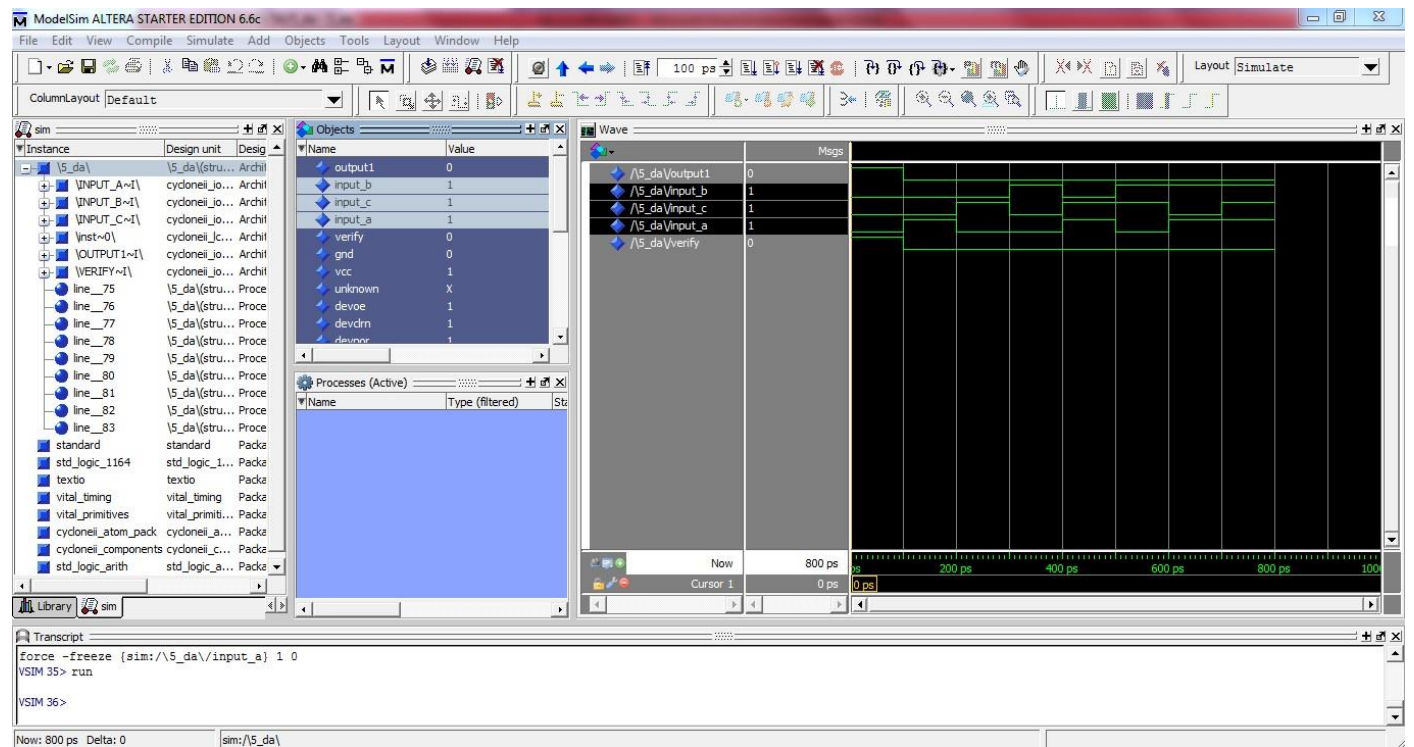 ModelSim ALTERA STARTER EDITION 6.6c
File Edit View Compile Simulate Add Objects Tools Layout Window Help
100 ps
Layout Simulate
ColumnLayout Default
sim
Instance Design unit Desig
\5_da\ \5_da\(stru... Archit
\INPUT_A~I\ cycloneii_io... Archit
\INPUT_B~I\ cycloneii_io... Archit
\INPUT_C~I\ cycloneii_io... Archit
\inst~0\ cycloneii_lc... Archit
\OUTPUT1~I\ cycloneii_io... Archit
\VERIFY~I\ cycloneii_io... Archit
line__75 \5_da\(stru... Proce
line__76 \5_da\(stru... Proce
line__77 \5_da\(stru... Proce
line__78 \5_da\(stru... Proce
line__79 \5_da\(stru... Proce
line__80 \5_da\(stru... Proce
line__81 \5_da\(stru... Proce
line__82 \5_da\(stru... Proce
line__83 \5_da\(stru... Proce
standard standard Packa
std_logic_1164 std_logic_1... Packa
textio textio Packa
vital_timing vital_timing Packa
vital_primitives vital_primiti... Packa
cycloneii_atom_pack cycloneii_a... Packa
cycloneii_components cycloneii_c... Packa
std_logic_arith std_logic_a... Packa
Library sim
Objects
Name Value
output1 0
input_b 1
input_c 1
input_a 1
verify 0
gnd 0
vcc 1
unknown X
devoe 1
devclrn 1
devpor 1
Processes (Active)
Name Type (filtered) Sta
Wave
Msgs
/\5_da\/output1 0
/\5_da\/input_b 1
/\5_da\/input_c 1
/\5_da\/input_a 1
/\5_da\/verify 0
Now 800 ps ps 200 ps 400 ps 600 ps 800 ps 1000
Cursor 1 0 ps 0 ps
Transcript
force -freeze {sim:/\5_da\/input_a} 1 0
VSIM 35> run
VSIM 36>
Now: 800 ps Delta: 0 sim:/\5_da\